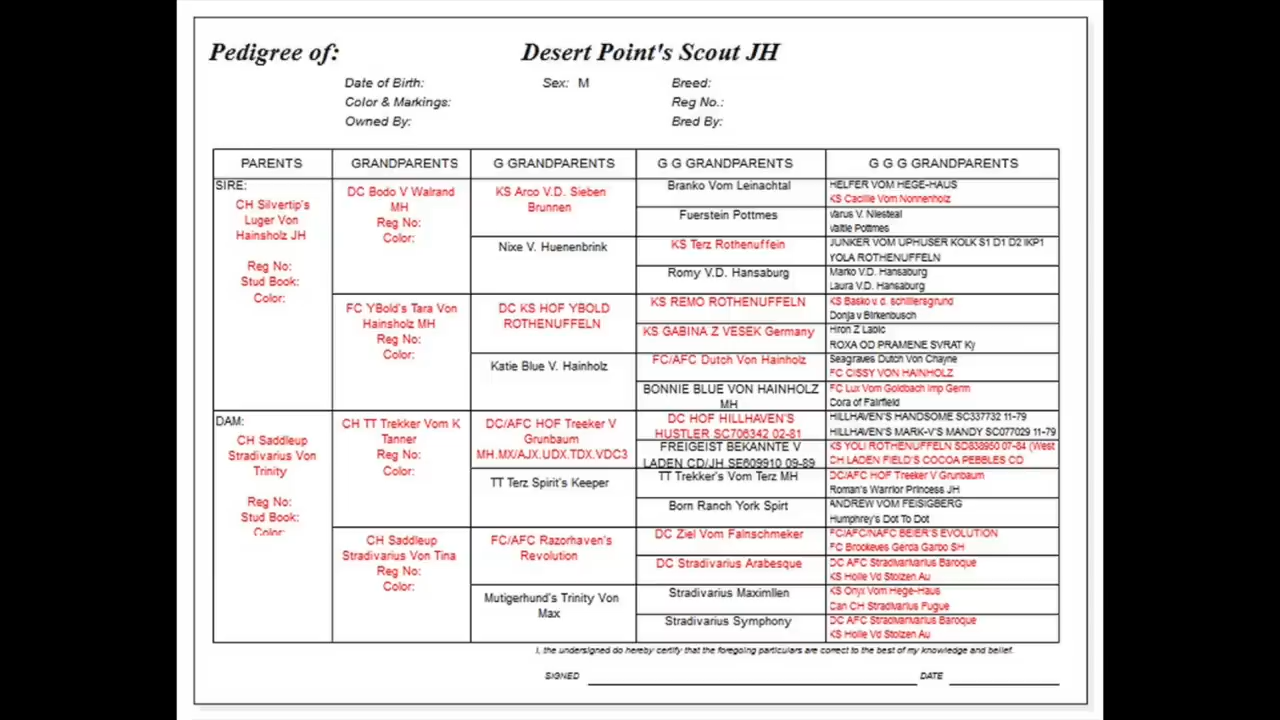 Pedigree of: Desert Point's Scout JH
Date of Birth: Sex: M Breed:
Color & Markings: Reg No.:
Owned By: Bred By:
PARENTS GRANDPARENTS G GRANDPARENTS G G GRANDPARENTS G G G GRANDPARENTS
SIRE:
CH Silvertip's
Luger Von
Hainsholz JH
Reg No:
Stud Book:
Color:
DAM:
CH Saddleup
Stradivarius Von
Trinity
Reg No:
Stud Book:
Color:
DC Bodo V Walrand
MH
Reg No:
Color:
FC YBold's Tara Von
Hainsholz MH
Reg No:
Color:
CH TT Trekker Vom K
Tanner
Reg No:
Color:
CH Saddleup
Stradivarius Von Tina
Reg No:
Color:
KS Arco V.D. Sieben
Brunnen
Nixe V. Huenenbrink
DC KS HOF YBOLD
ROTHENUFFELN
Katie Blue V. Hainholz
DC/AFC HOF Treeker V
Grunbaum
MH.MX/AJX.UDX.TDX.VDC3
TT Terz Spirit's Keeper
FC/AFC Razorhaven's
Revolution
Mutigerhund's Trinity Von
Max
Branko Vom Leinachtal
Fuerstein Pottmes
KS Terz Rothenuffein
Romy V.D. Hansaburg
KS REMO ROTHENUFFELN
KS GABINA Z VESEK Germany
FC/AFC Dutch Von Hainholz
BONNIE BLUE VON HAINHOLZ
MH
DC HOF HILLHAVEN'S
HUSTLER SC706342 02-81
FREIGEIST BEKANNTE V
LADEN CD/JH SE609910 09-89
TT Trekker's Vom Terz MH
Born Ranch York Spirt
DC Ziel Vom Falnschmeker
DC Stradivarius Arabesque
Stradivarius Maximllen
Stradivarius Symphony
HELFER VOM HEGE-HAUS
KS Cacille Vom Nonnenholz
Varus V. Niesteal
Valtie Pottmes
JUNKER VOM UPHUSER KOLK S1 D1 D2 IKP1
YOLA ROTHENUFFELN
Marko V.D. Hansaburg
Laura V.D. Hansaburg
KS Basko v.d. schillersgrund
Donja v Birkenbusch
Hiron Z Labic
ROXA OD PRAMENE SVRAT Ky
Seagraves Dutch Von Chayne
FC CISSY VON HAINHOLZ
FC Lux Vom Goldbach Imp Germ
Cora of Fairfield
HILLHAVEN'S HANDSOME SC337732 11-79
HILLHAVEN'S MARK-V'S MANDY SC077029 11-79
KS YOLI ROTHENUFFELN SD838950 07-84 (West
CH LADEN FIELD'S COCOA PEBBLES CD
DC/AFC HOF Treeker V Grunbaum
Roman's Warrior Princess JH
ANDREW VOM FEISIGBERG
Humphrey's Dot To Dot
FC/AFC/NAFC BEIER'S EVOLUTION
FC Brookeves Gerda Garbo SH
DC AFC Stradivarivarius Baroque
KS Holle Vd Stolzen Au
KS Onyx Vom Hege-Haus
Can CH Stradivarius Fugue
DC AFC Stradivarivarius Baroque
KS Holle Vd Stolzen Au
I, the undersigned do hereby certify that the foregoing particulars are correct to the best of my knowledge and belief.
SIGNED DATE